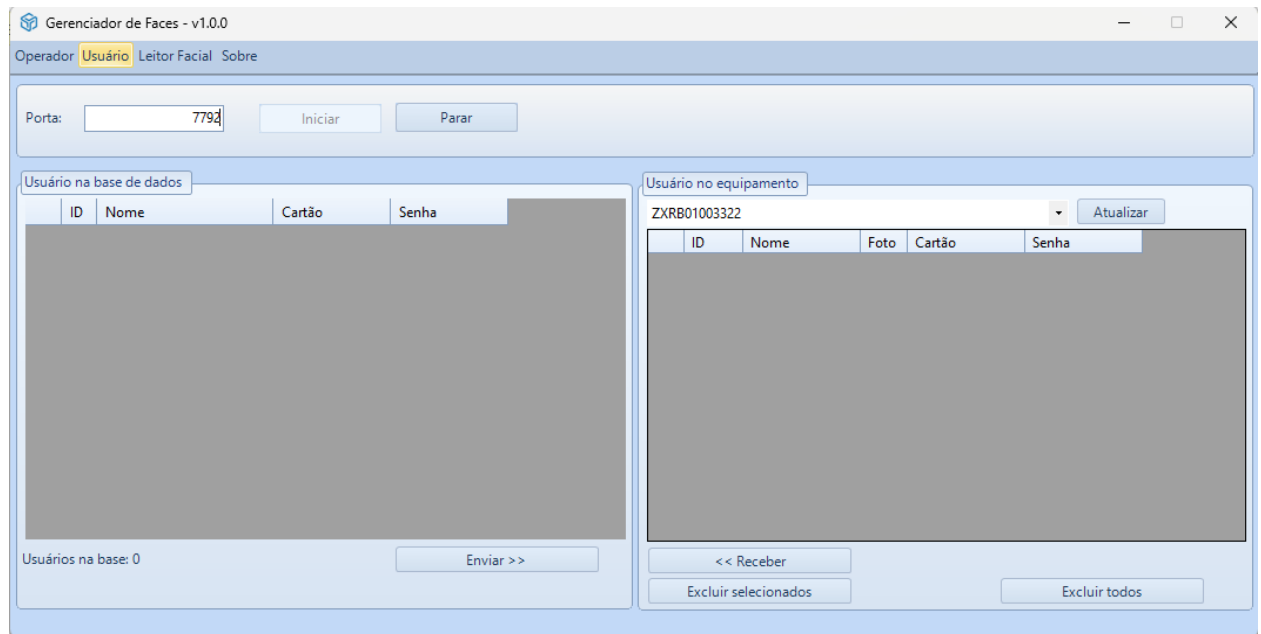 Gerenciador de Faces - v1.0.0
Operador Usuário Leitor Facial Sobre
Porta: 7792 Iniciar Parar
Usuário na base de dados
ID Nome Cartão Senha
Usuários na base: 0 Enviar >>
Usuário no equipamento
ZXRB01003322 Atualizar
ID Nome Foto Cartão Senha
<< Receber
Excluir selecionados Excluir todos